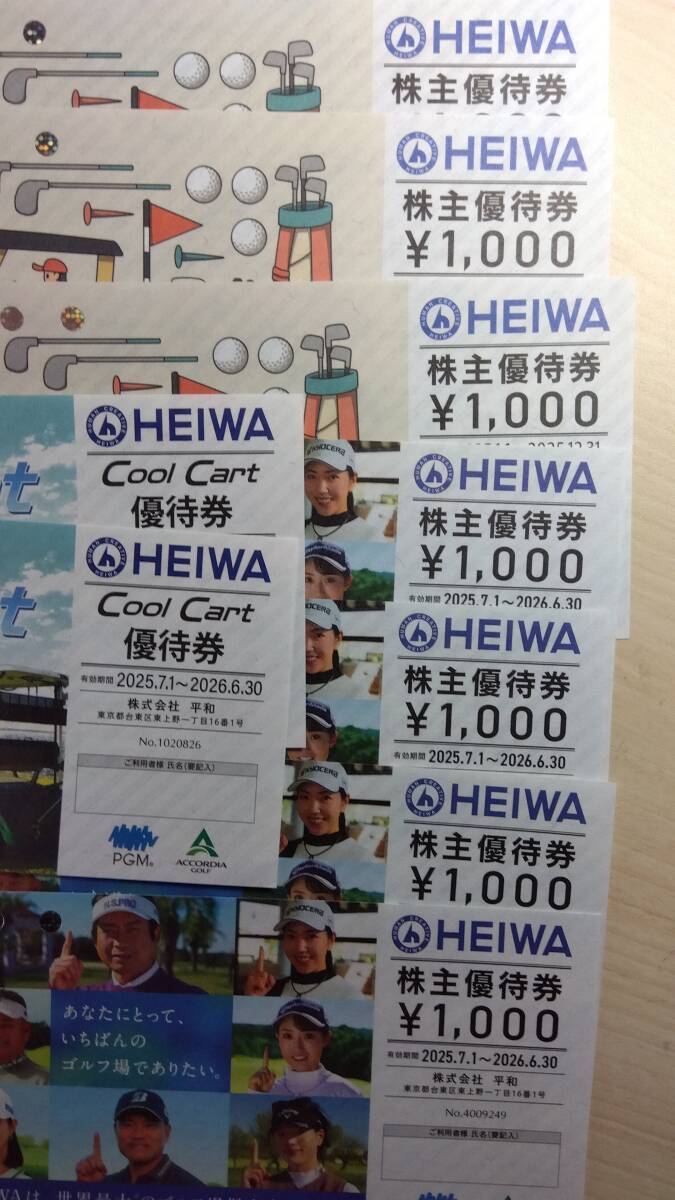 HEIWA
株主優待券
HEIWA
株主優待券
¥1,000
HEIWA
株主優待券
¥1,000
2025.12.31
HEIWA
Cool Cart
優待券
HEIWA
株主優待券
¥1,000
有効期間 2025.7.1～2026.6.30
HEIWA
Cool Cart
優待券
有効期間 2025.7.1～2026.6.30
株式会社 平和
東京都台東区東上野一丁目16番1号
No.1020826
ご利用者様 氏名(要記入)
PGM®
ACCORDIA
GOLF
HEIWA
株主優待券
¥1,000
有効期間 2025.7.1～2026.6.30
HEIWA
株主優待券
¥1,000
KYOCERA
あなたにとって、
いちばんの
ゴルフ場でありたい。
HEIWA
株主優待券
¥1,000
有効期間 2025.7.1～2026.6.30
株式会社 平和
東京都台東区東上野一丁目16番1号
No.4009249
ご利用者様 氏名(要記入)